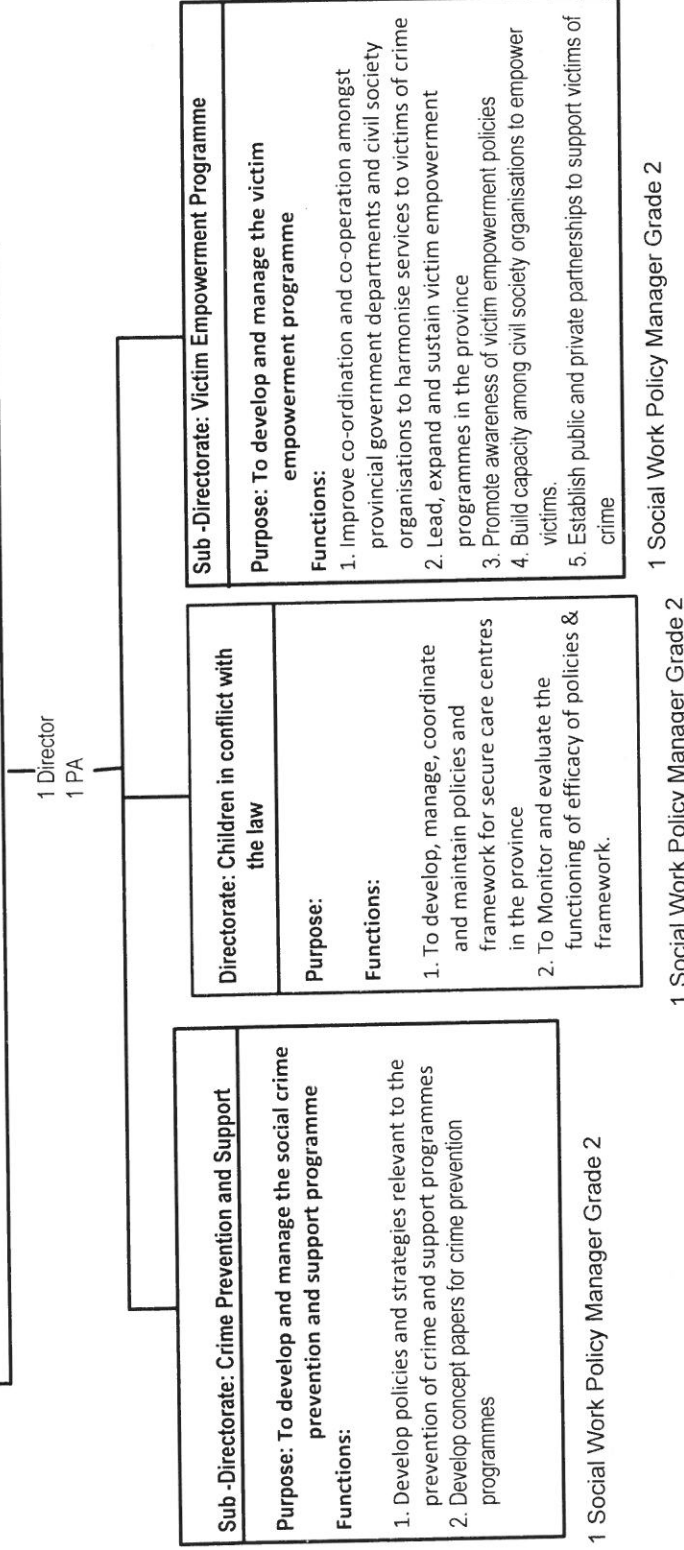 1 Director
1 PA
Sub -Directorate: Crime Prevention and Support
Purpose: To develop and manage the social crime
prevention and support programme
Functions:
1. Develop policies and strategies relevant to the
prevention of crime and support programmes
2. Develop concept papers for crime prevention
programmes
1 Social Work Policy Manager Grade 2
Directorate: Children in conflict with
the law
Purpose:
Functions:
1. To develop, manage, coordinate
and maintain policies and
framework for secure care centres
in the province
2. To Monitor and evaluate the
functioning of efficacy of policies &
framework.
1 Social Work Policy Manager Grade 2
Sub -Directorate: Victim Empowerment Programme
Purpose: To develop and manage the victim
empowerment programme
Functions:
1. Improve co-ordination and co-operation amongst
provincial government departments and civil society
organisations to harmonise services to victims of crime
2. Lead, expand and sustain victim empowerment
programmes in the province
3. Promote awareness of victim empowerment policies
4. Build capacity among civil society organisations to empower
victims.
5. Establish public and private partnerships to support victims of
crime
1 Social Work Policy Manager Grade 2